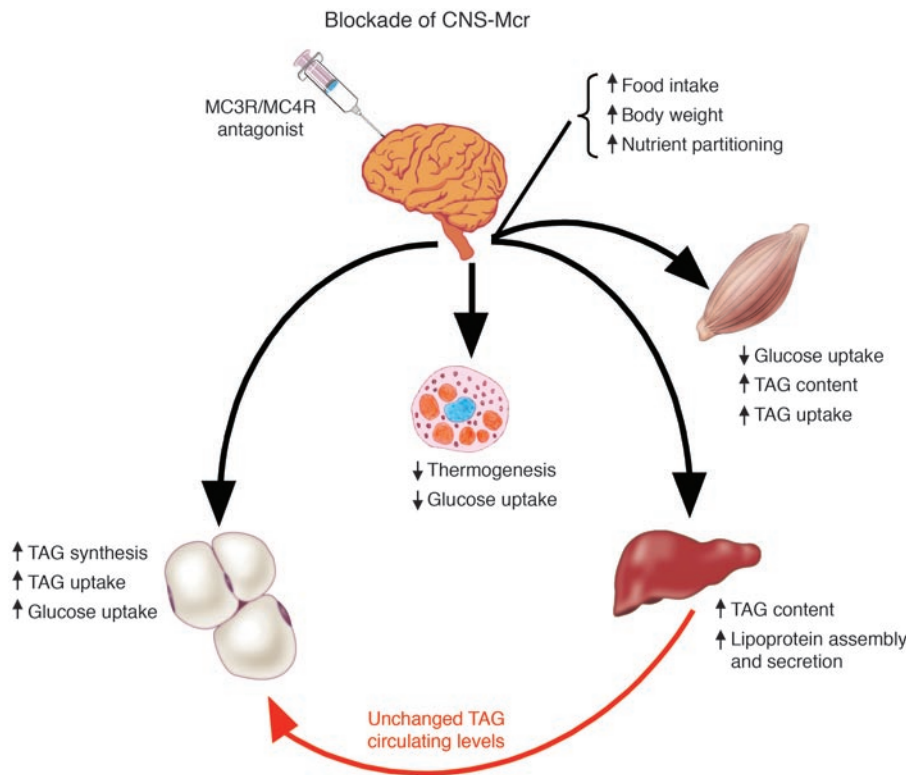 Blockade of CNS-Mcr
MC3R/MC4R
antagonist
↑ Food intake
↑ Body weight
↑ Nutrient partitioning
↓ Glucose uptake
↑ TAG content
↑ TAG uptake
↓ Thermogenesis
↓ Glucose uptake
↑ TAG synthesis
↑ TAG uptake
↑ Glucose uptake
↑ TAG content
↑ Lipoprotein assembly
and secretion
Unchanged TAG
circulating levels